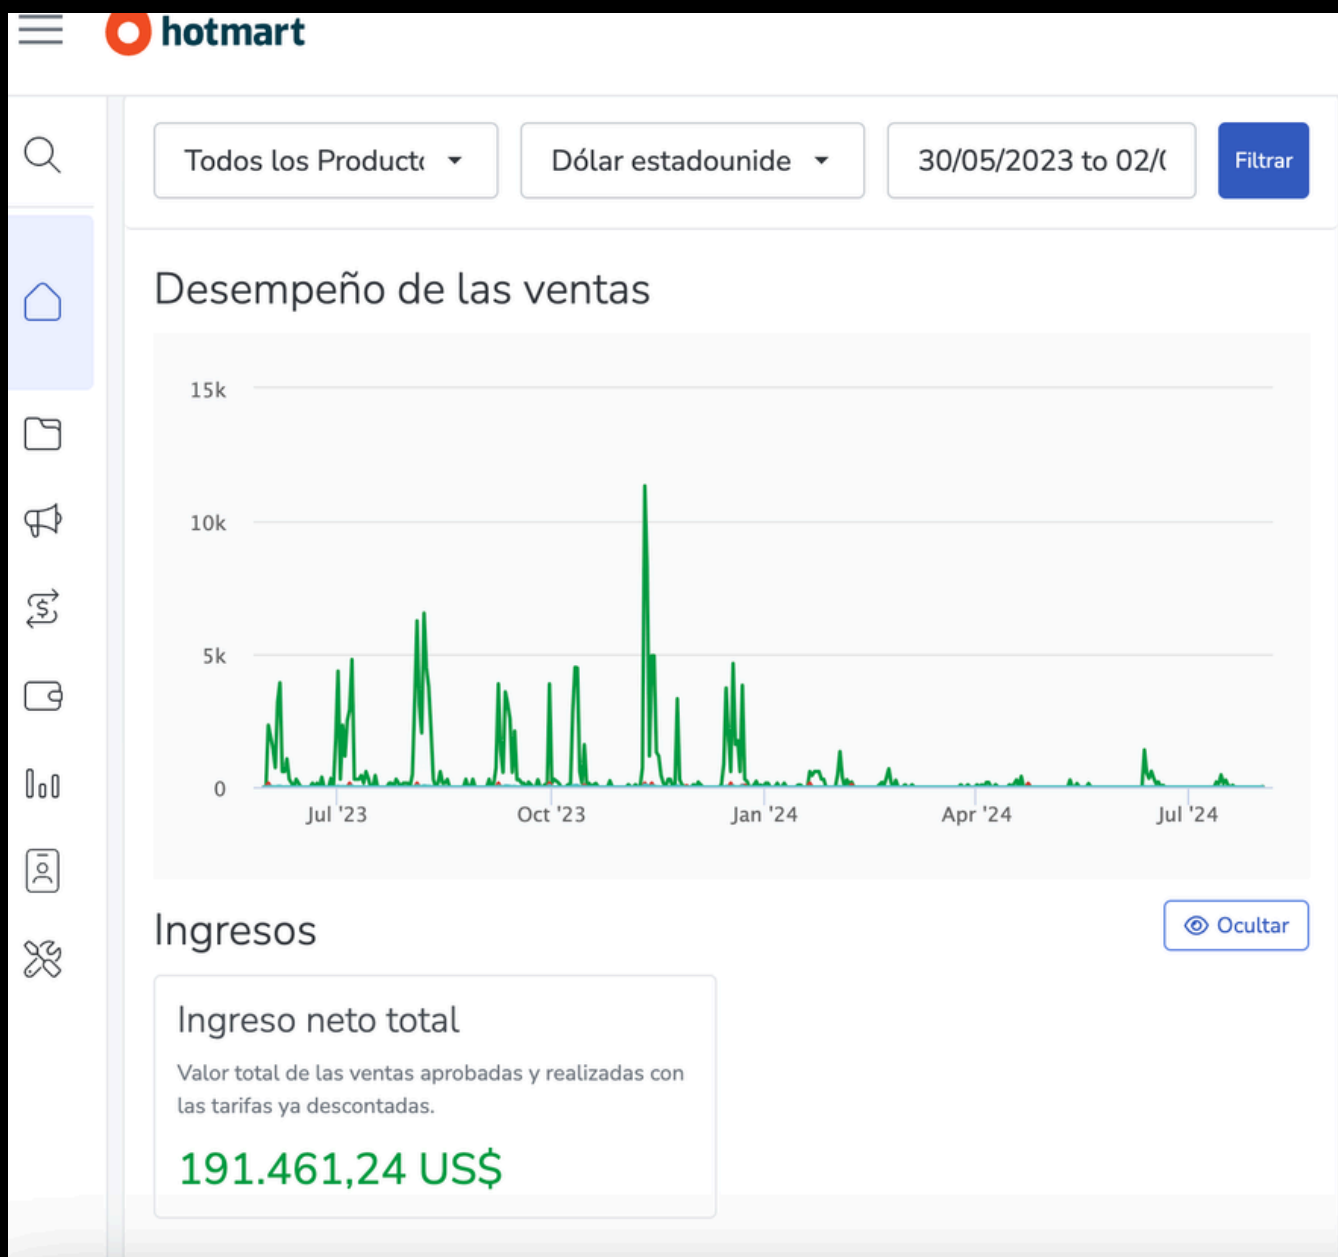 hotmart
Todos los Product
Dólar estadounide
30/05/2023 to 02/
Filtrar
Desempeño de las ventas
15k
10k
5k
0
Jul '23
Oct '23
Jan '24
Apr '24
Jul '24
Ingresos
Ocultar
Ingreso neto total
Valor total de las ventas aprobadas y realizadas con
las tarifas ya descontadas.
191.461,24 US$